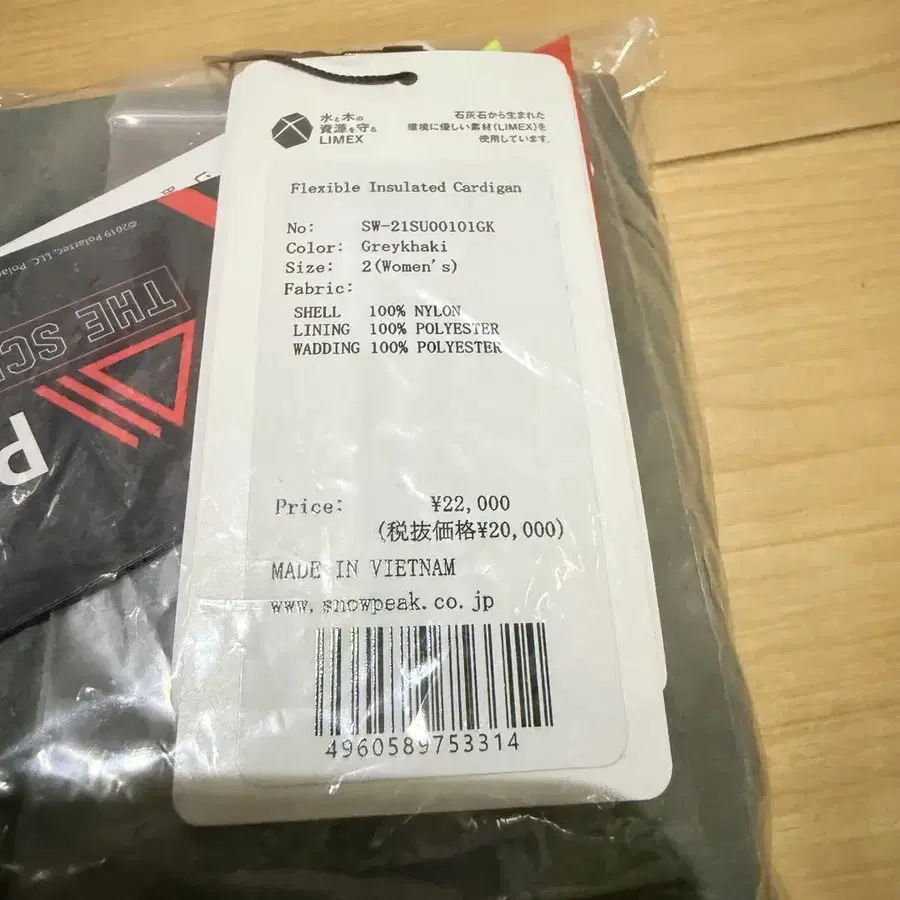 水と木の
資源を守る
LIMEX
石灰石から生まれた
環境に優しい素材(LIMEX)を
使用しています。
Flexible Insulated Cardigan
No: SW-21SU00101GK
Color: Greykhaki
Size: 2(Women's)
Fabric:
SHELL 100% NYLON
LINING 100% POLYESTER
WADDING 100% POLYESTER
Price: ¥22,000
(税抜価格¥20,000)
MADE IN VIETNAM
www.snowpeak.co.jp
4960589753314
©2019 Polartec, LLC. Polar
THE SC
P